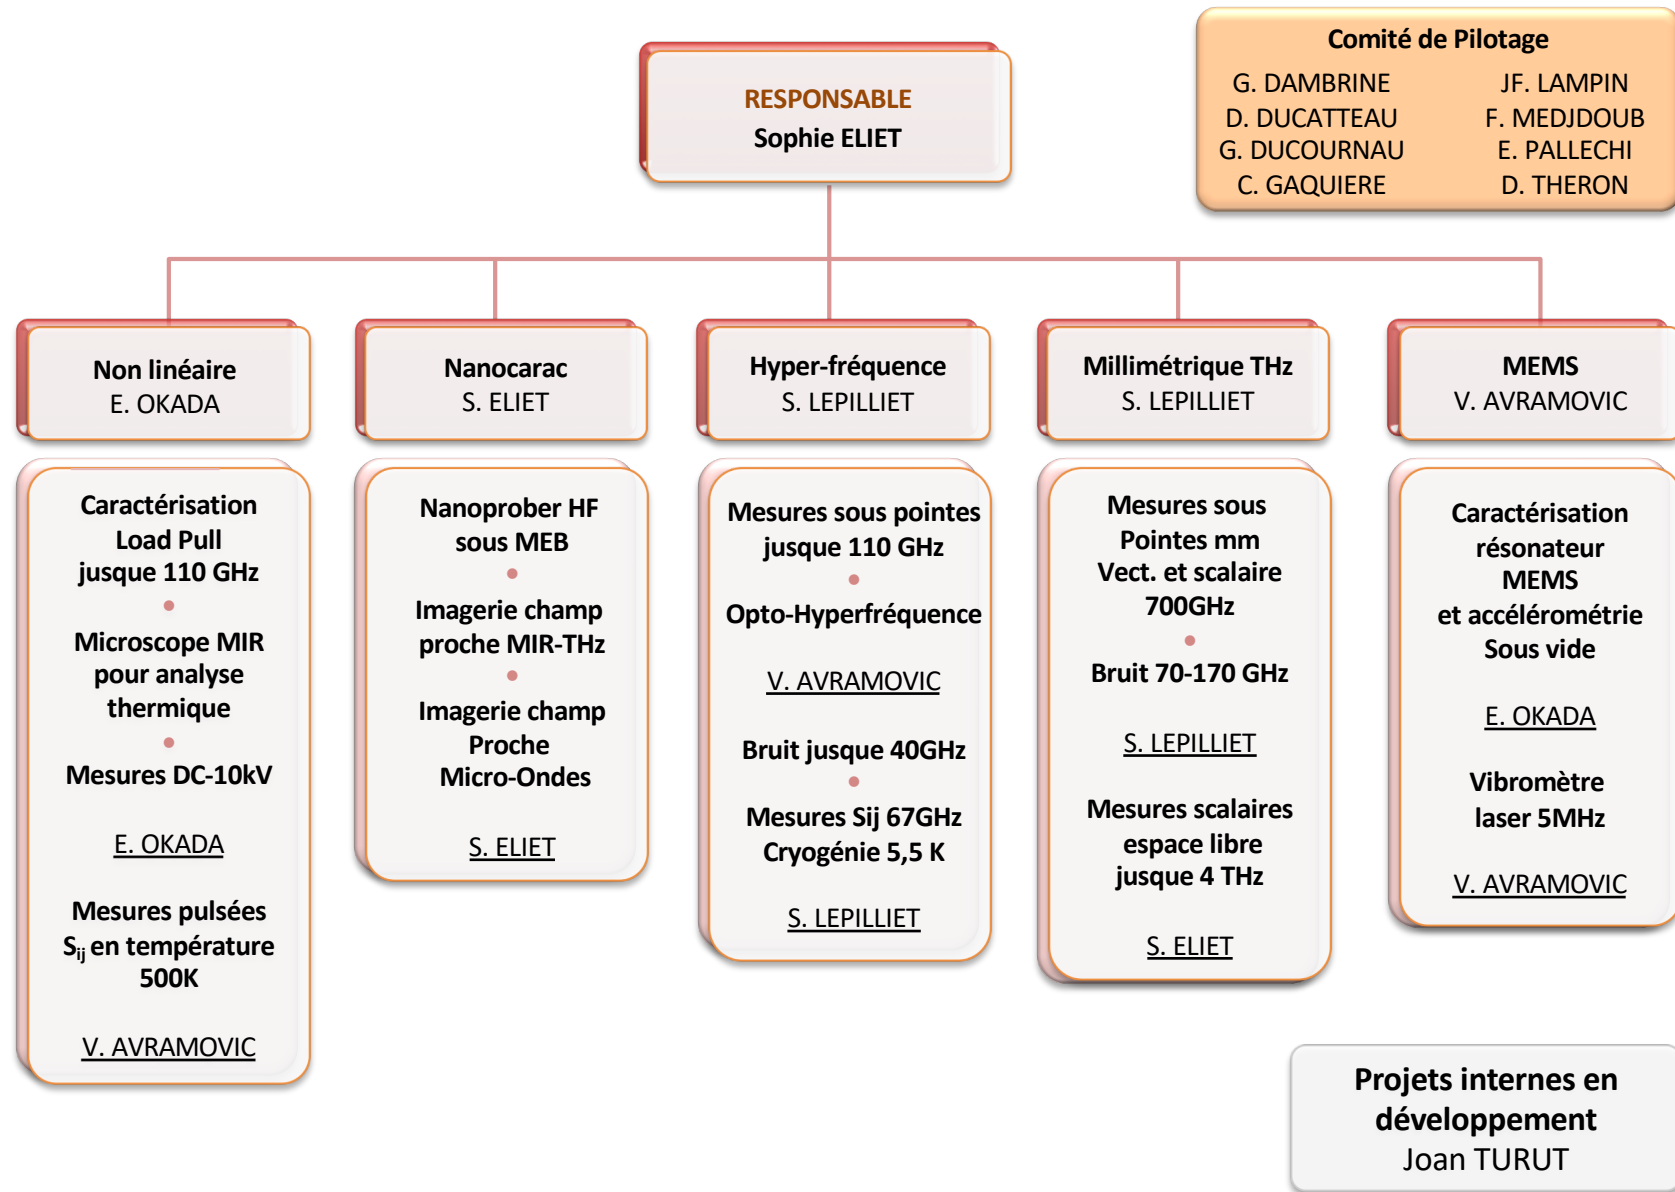 Comité de Pilotage
G. DAMBRINE JF. LAMPIN
D. DUCATTEAU F. MEDJDOUB
G. DUCOURNAU E. PALLECHI
C. GAQUIERE D. THERON
RESPONSABLE
Sophie ELIET
Non linéaire
E. OKADA
Nanocarac
S. ELIET
Hyper-fréquence
S. LEPILLIET
Millimétrique THz
S. LEPILLIET
MEMS
V. AVRAMOVIC
Caractérisation
Load Pull
jusque 110 GHz
•
Microscope MIR
pour analyse
thermique
•
Mesures DC-10kV
E. OKADA
Mesures pulsées
Sij en température
500K
V. AVRAMOVIC
Nanoprober HF
sous MEB
•
Imagerie champ
proche MIR-THz
•
Imagerie champ
Proche
Micro-Ondes
S. ELIET
Mesures sous pointes
jusque 110 GHz
•
Opto-Hyperfréquence
V. AVRAMOVIC
Bruit jusque 40GHz
•
Mesures Sij 67GHz
Cryogénie 5,5 K
S. LEPILLIET
Mesures sous
Pointes mm
Vect. et scalaire
700GHz
•
Bruit 70-170 GHz
S. LEPILLIET
Mesures scalaires
espace libre
jusque 4 THz
S. ELIET
Caractérisation
résonateur
MEMS
et accélérométrie
Sous vide
E. OKADA
Vibromètre
laser 5MHz
V. AVRAMOVIC
Projets internes en
développement
Joan TURUT